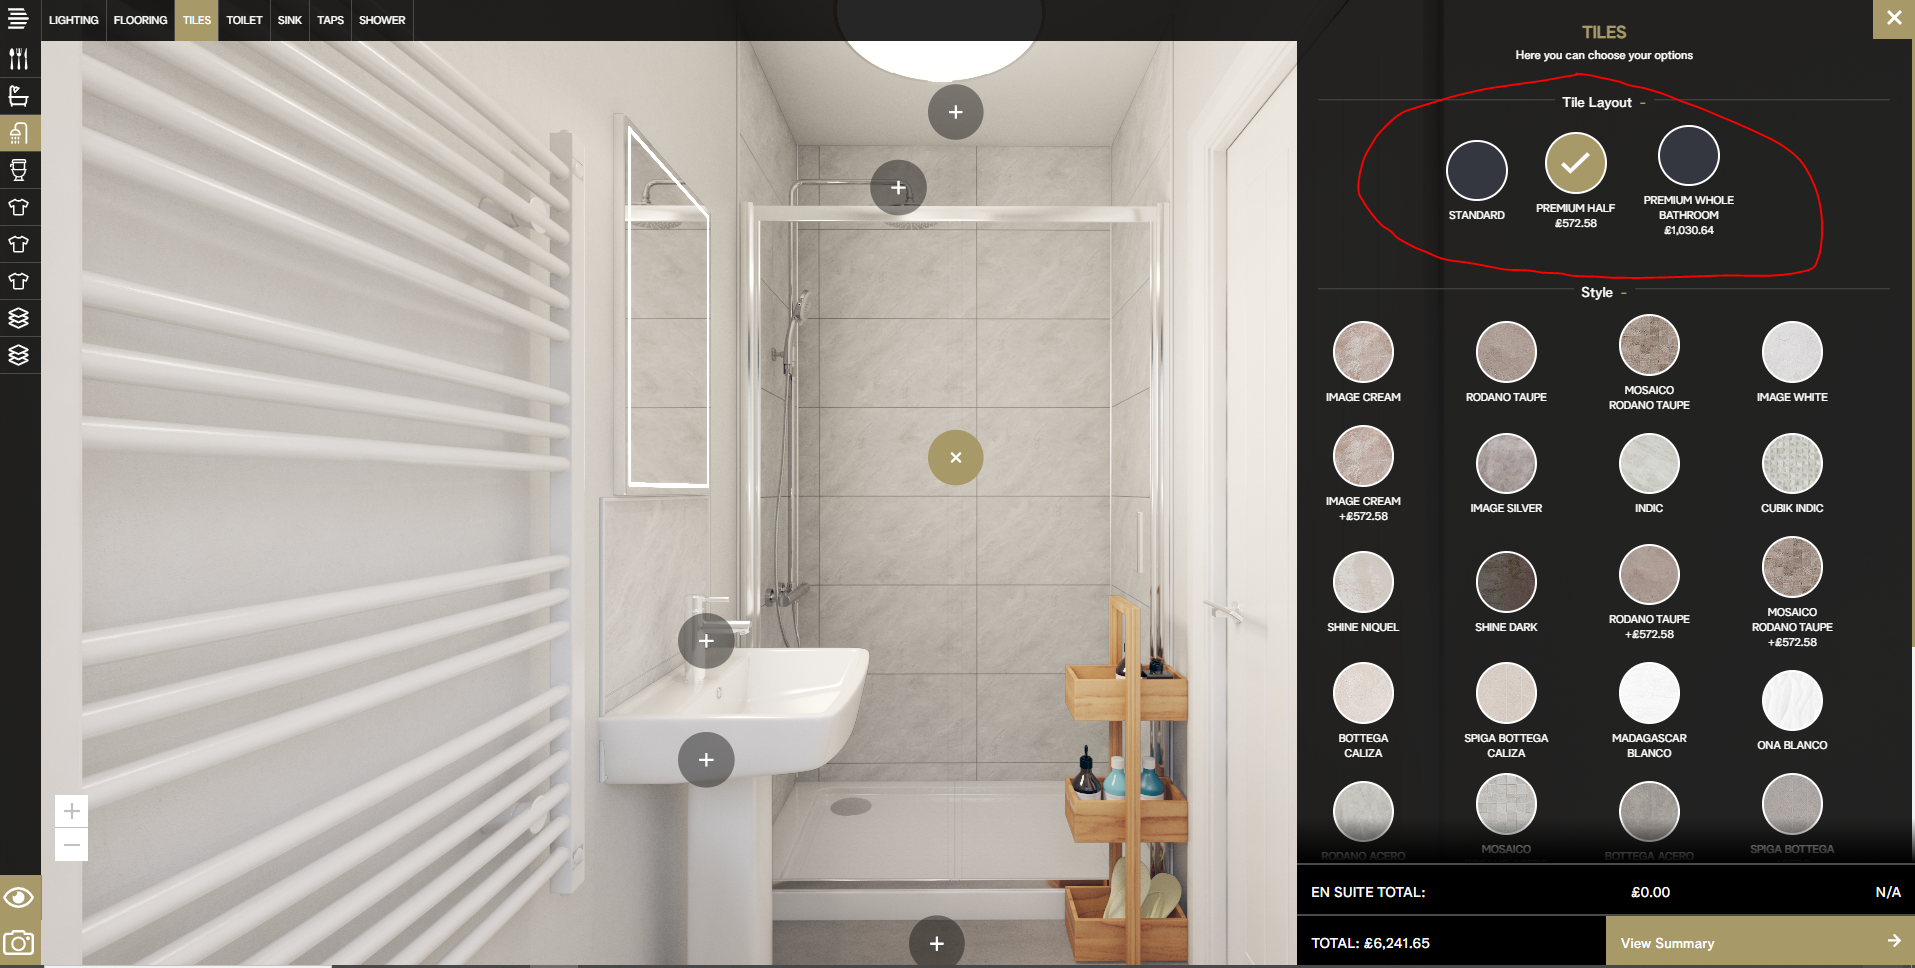 LIGHTING FLOORING TILES TOILET SINK TAPS SHOWER
TILES
Here you can choose your options
Tile Layout -
STANDARD
PREMIUM HALF
£572.58
PREMIUM WHOLE
BATHROOM
£1,030.64
Style -
IMAGE CREAM
RODANO TAUPE
MOSAICO
RODANO TAUPE
IMAGE WHITE
IMAGE CREAM
+£572.58
IMAGE SILVER
INDIC
CUBIK INDIC
SHINE NIQUEL
SHINE DARK
RODANO TAUPE
+£572.58
MOSAICO
RODANO TAUPE
+£572.58
BOTTEGA
CALIZA
SPIGA BOTTEGA
CALIZA
MADAGASCAR
BLANCO
ONA BLANCO
RODANO ACERO
MOSAICO
BOTTEGA ACERO
SPIGA BOTTEGA
EN SUITE TOTAL: £0.00 N/A
TOTAL: £6,241.65
View Summary